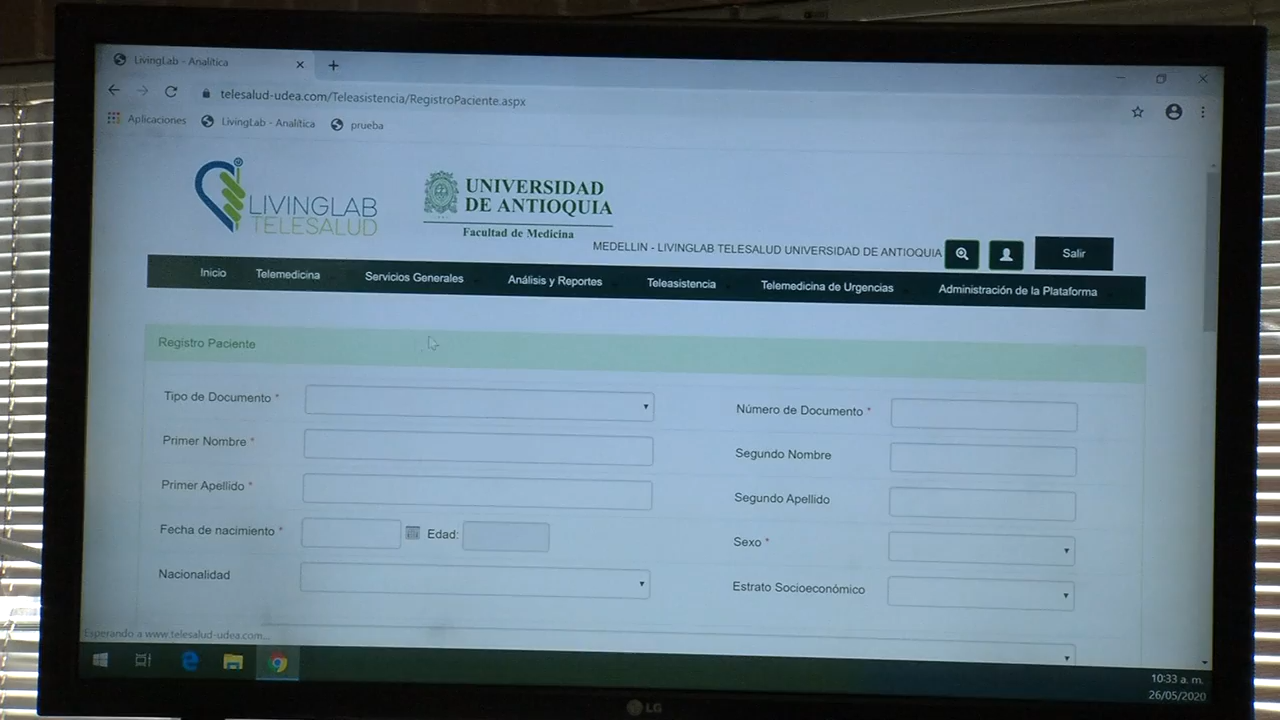 LivingLab - Analítica
telesalud-udea.com/Teleasistencia/RegistroPaciente.aspx
Aplicaciones LivingLab - Analítica prueba
LIVINGLAB
TELESALUD
UNIVERSIDAD
DE ANTIOQUIA
Facultad de Medicina
MEDELLIN - LIVINGLAB TELESALUD UNIVERSIDAD DE ANTIOQUIA Salir
Inicio Telemedicina Servicios Generales Análisis y Reportes Teleasistencia Telemedicina de Urgencias Administración de la Plataforma
Registro Paciente
Tipo de Documento * Número de Documento *
Primer Nombre * Segundo Nombre
Primer Apellido * Segundo Apellido
Fecha de nacimiento * Edad: Sexo *
Nacionalidad Estrato Socioeconómico
Esperando a www.telesalud-udea.com...
10:33 a. m.
26/05/2020
LG